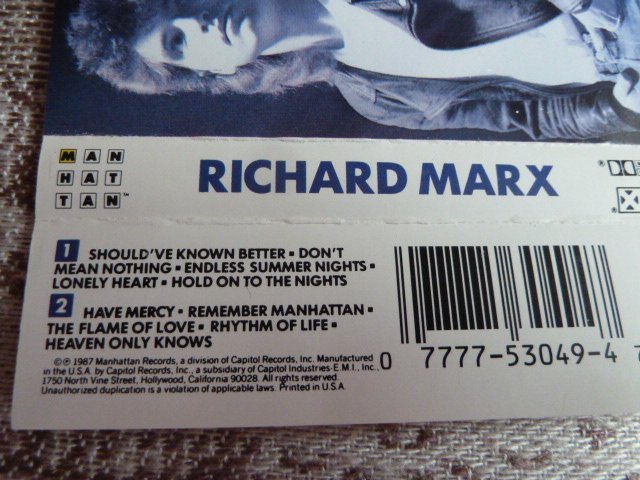 MAN
HAT
TAN™
RICHARD MARX
1 SHOULD'VE KNOWN BETTER ▪ DON'T
MEAN NOTHING ▪ ENDLESS SUMMER NIGHTS ▪
LONELY HEART ▪ HOLD ON TO THE NIGHTS
2 HAVE MERCY ▪ REMEMBER MANHATTAN ▪
THE FLAME OF LOVE ▪ RHYTHM OF LIFE ▪
HEAVEN ONLY KNOWS
©℗ 1987 Manhattan Records, a division of Capitol Records, Inc. Manufactured
in the U.S.A. by Capitol Records, Inc., a subsidiary of Capitol Industries-E.M.I., Inc.,
1750 North Vine Street, Hollywood, California 90028. All rights reserved.
Unauthorized duplication is a violation of applicable laws. Printed in U.S.A.
0 7777-53049-4